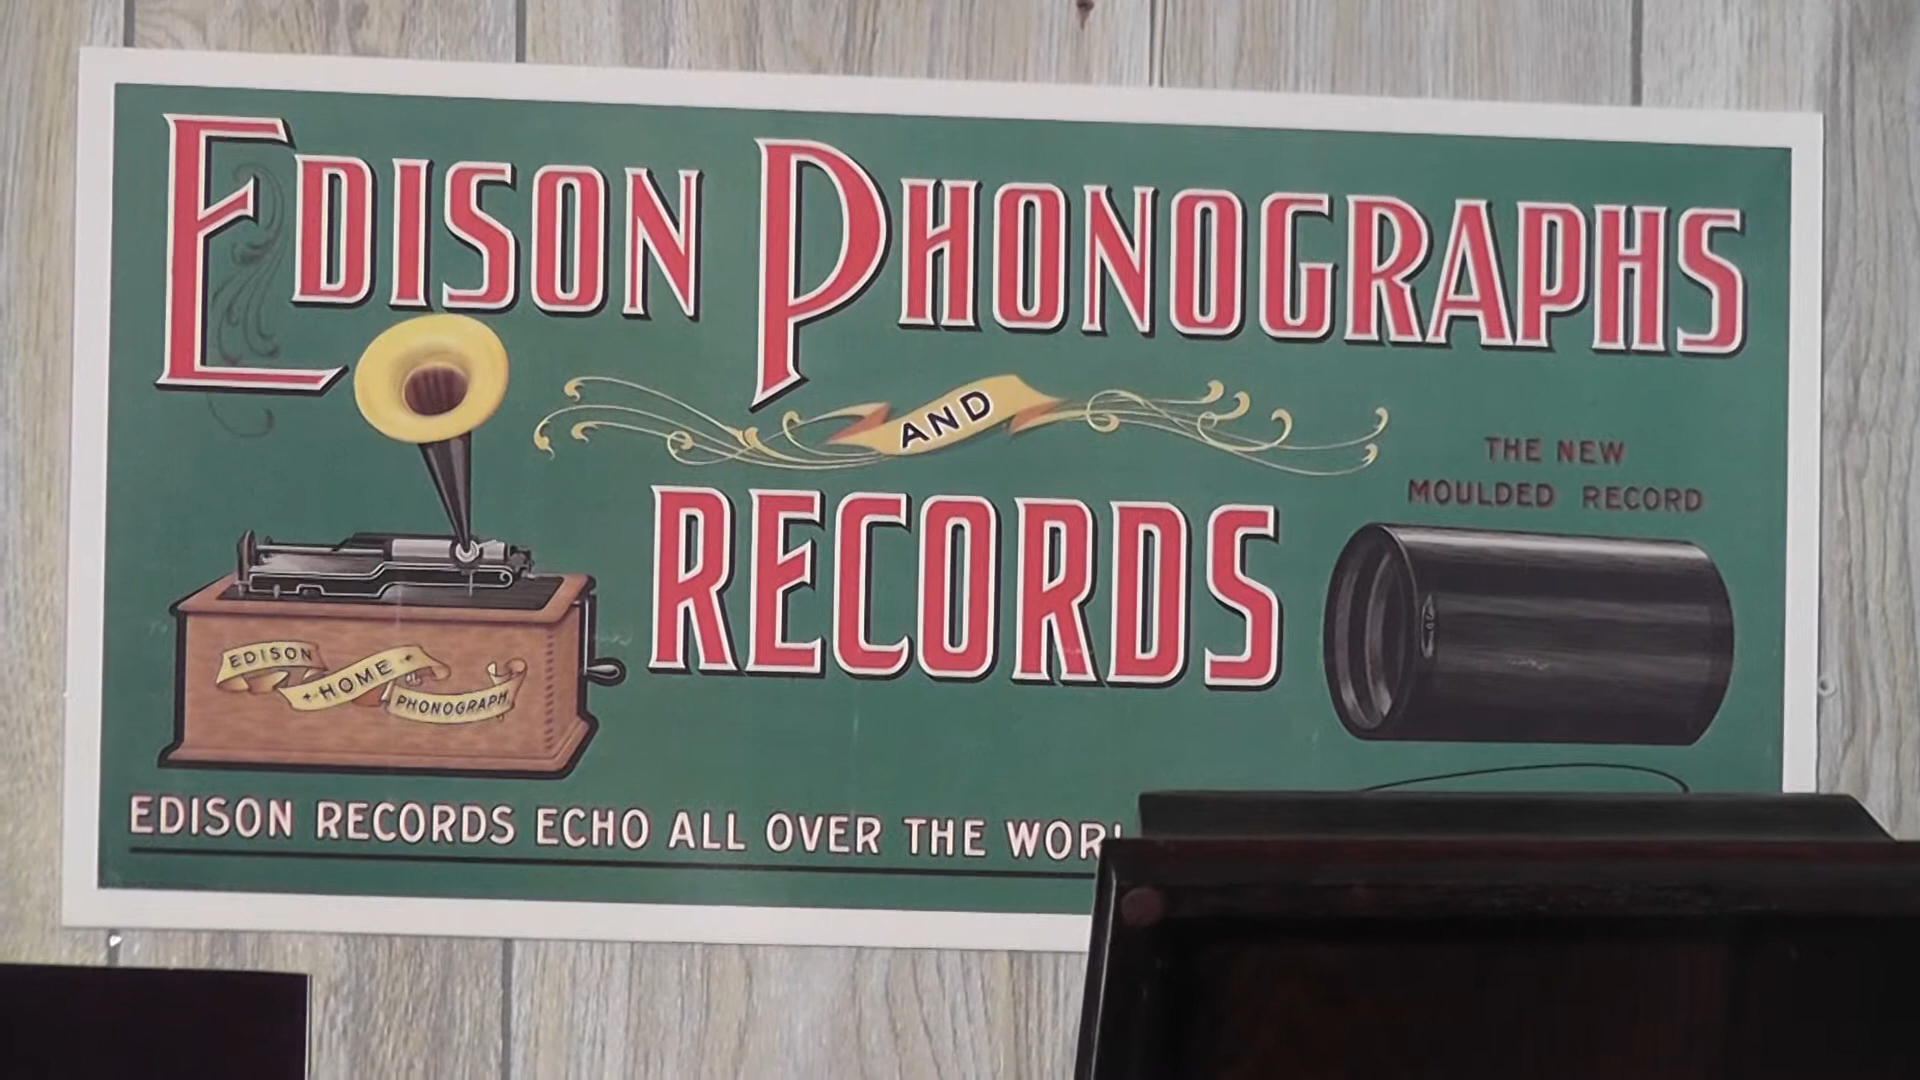 EDISON PHONOGRAPHS
AND
RECORDS
THE NEW
MOULDED RECORD
EDISON
HOME
PHONOGRAPH
EDISON RECORDS ECHO ALL OVER THE